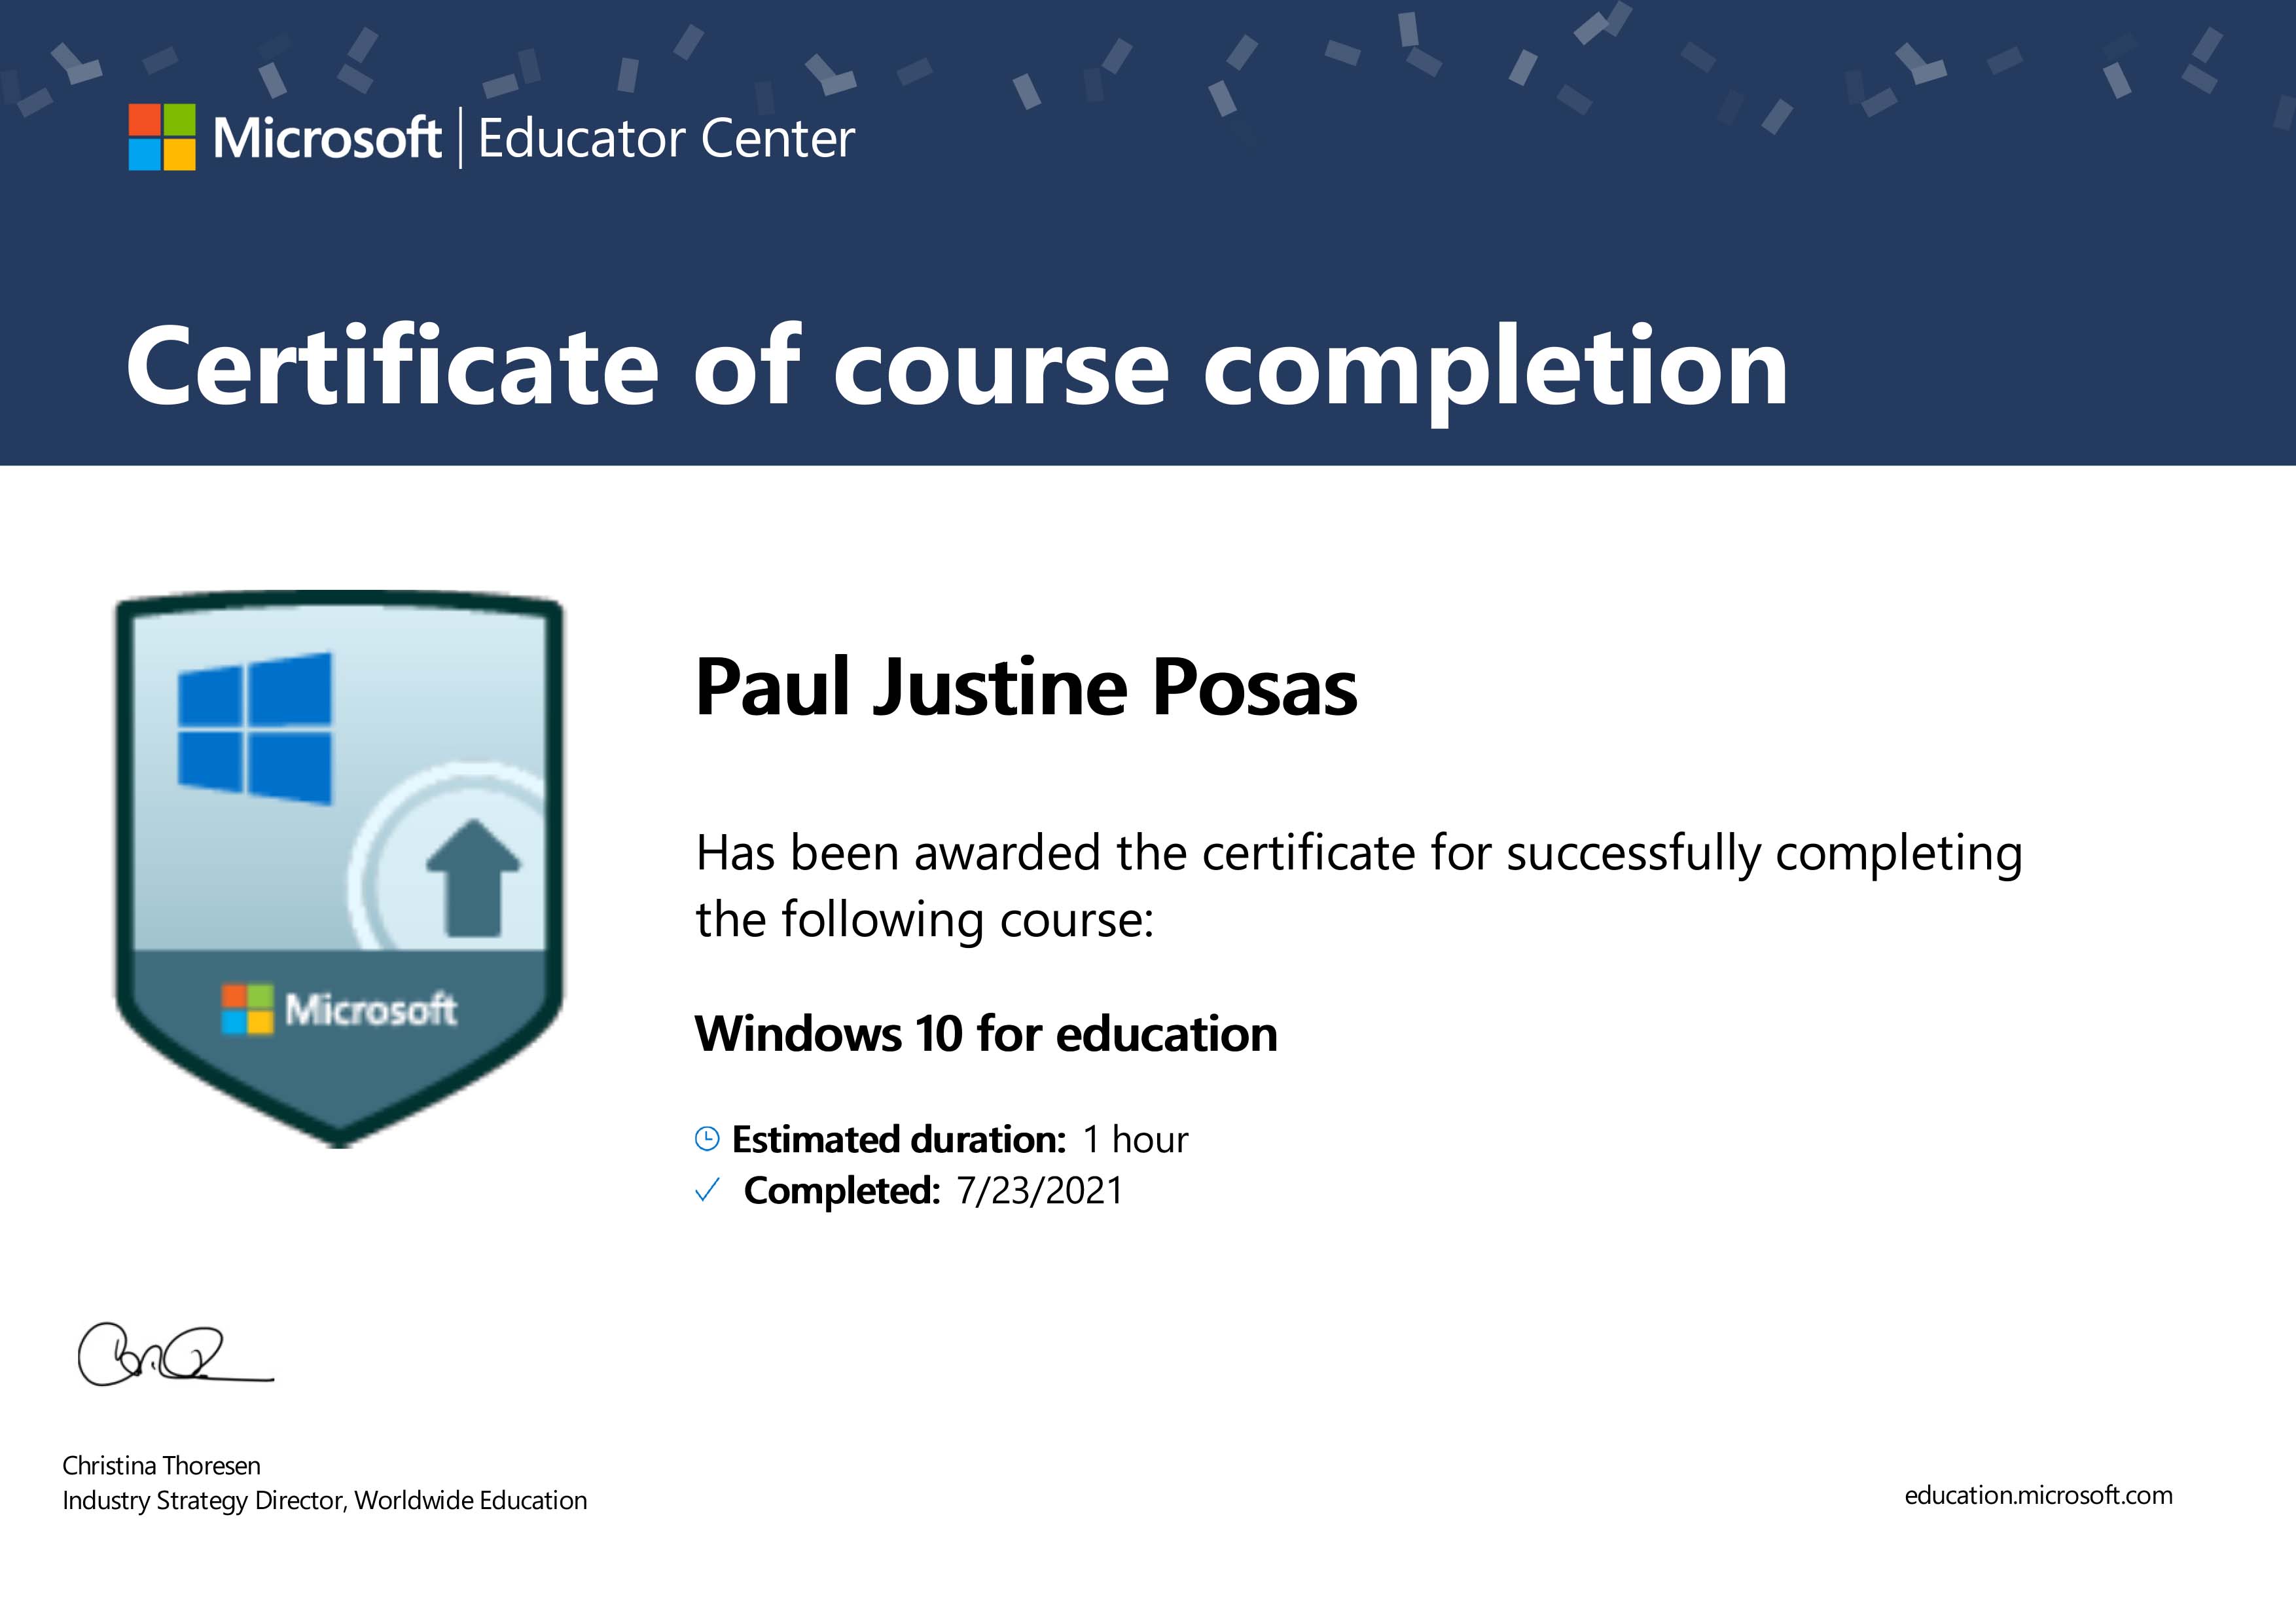 Microsoft | Educator Center
Certificate of course completion
Microsoft
Paul Justine Posas
Has been awarded the certificate for successfully completing
the following course:
Windows 10 for education
Estimated duration: 1 hour
Completed: 7/23/2021
Christina Thoresen
Industry Strategy Director, Worldwide Education
education.microsoft.com